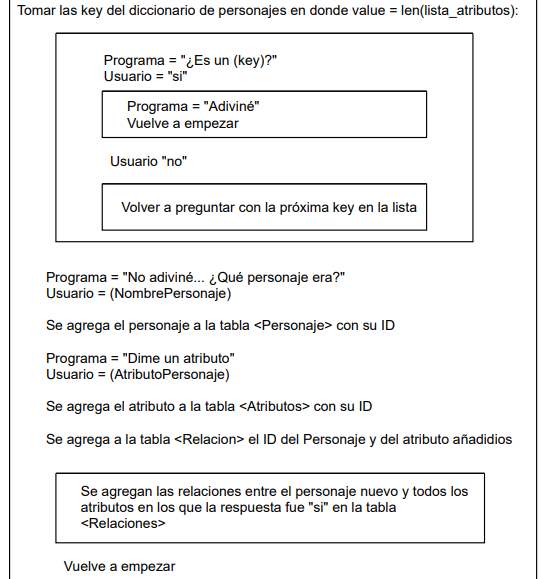 Tomar las key del diccionario de personajes en donde value = len(lista_atributos):
Programa = "¿Es un (key)?"
Usuario = "si"
Programa = "Adiviné"
Vuelve a empezar
Usuario "no"
Volver a preguntar con la próxima key en la lista
Programa = "No adiviné... ¿Qué personaje era?"
Usuario = (NombrePersonaje)
Se agrega el personaje a la tabla <Personaje> con su ID
Programa = "Dime un atributo"
Usuario = (AtributoPersonaje)
Se agrega el atributo a la tabla <Atributos> con su ID
Se agrega a la tabla <Relacion> el ID del Personaje y del atributo añadidios
Se agregan las relaciones entre el personaje nuevo y todos los
atributos en los que la respuesta fue "si" en la tabla
<Relaciones>
Vuelve a empezar